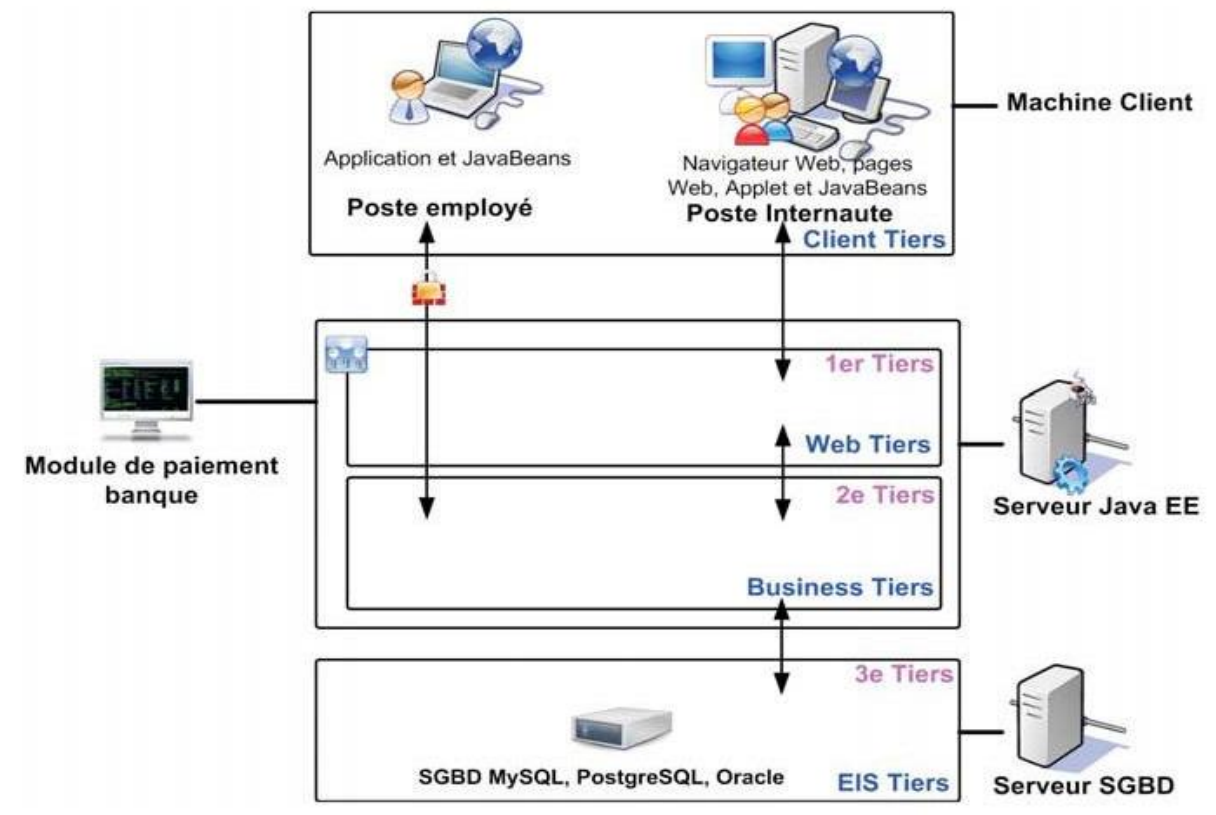 Application et JavaBeans
Poste employé
Navigateur Web, pages
Web, Applet et JavaBeans
Poste Internaute
Client Tiers
Machine Client
1er Tiers
Web Tiers
Module de paiement
banque
2e Tiers
Business Tiers
Serveur Java EE
3e Tiers
SGBD MySQL, PostgreSQL, Oracle
EIS Tiers
Serveur SGBD